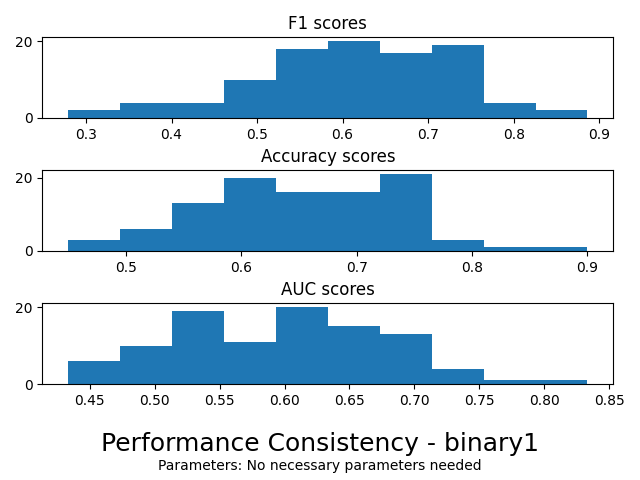 F1 scores
20
0
0.3 0.4 0.5 0.6 0.7 0.8 0.9
Accuracy scores
20
0
0.5 0.6 0.7 0.8 0.9
AUC scores
20
0
0.45 0.50 0.55 0.60 0.65 0.70 0.75 0.80 0.85
Performance Consistency - binary1
Parameters: No necessary parameters needed